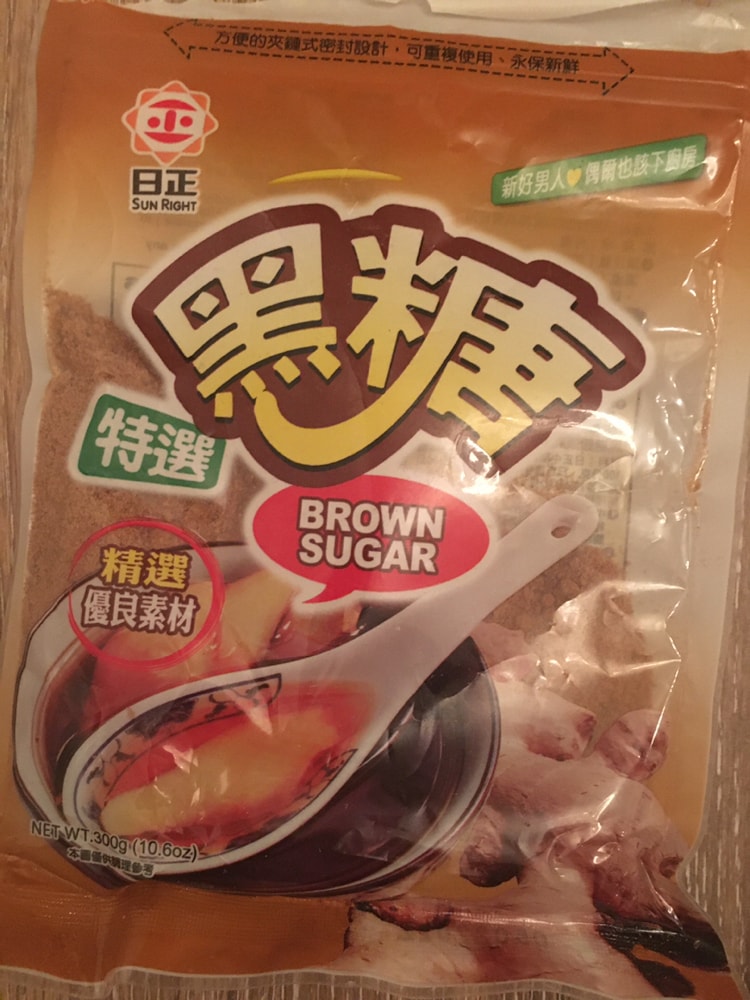 方便的夾鏈式密封設計，可重複使用、永保新鮮
日正
SUN RIGHT
新好男人偶爾也該下廚房
黑糖
特選
BROWN
SUGAR
精選
優良素材
NET WT.300g (10.6oz)
本圖僅供調理參考